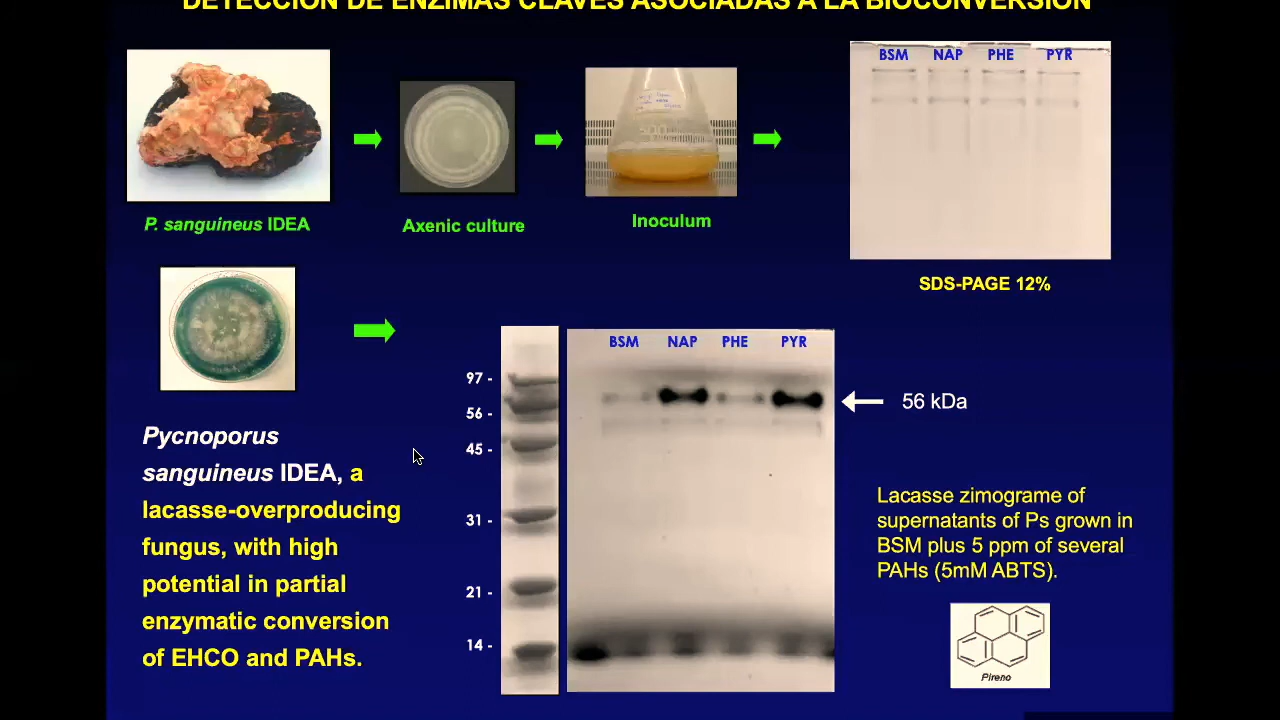 DETECCIÓN DE ENZIMAS CLAVES ASOCIADAS A LA BIOCONVERSIÓN
BSM NAP PHE PYR
P. sanguineus IDEA
Axenic culture
Inoculum
SDS-PAGE 12%
BSM NAP PHE PYR
97 -
56 -
45 -
31 -
21 -
14 -
56 kDa
Pycnoporus
sanguineus IDEA, a
lacasse-overproducing
fungus, with high
potential in partial
enzymatic conversion
of EHCO and PAHs.
Lacasse zimograme of
supernatants of Ps grown in
BSM plus 5 ppm of several
PAHs (5mM ABTS).
Pireno